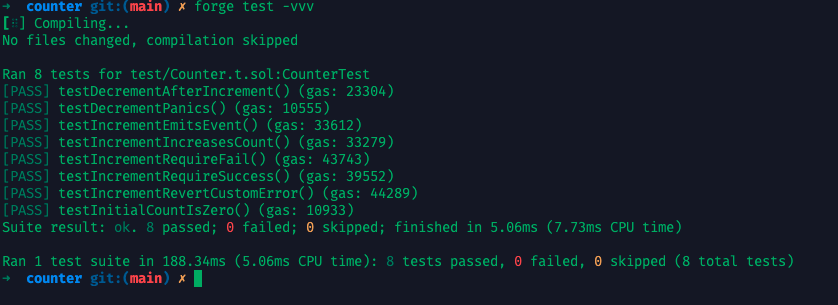 → counter git:(main) ✗ forge test -vvv
[⠿] Compiling...
No files changed, compilation skipped
Ran 8 tests for test/Counter.t.sol:CounterTest
[PASS] testDecrementAfterIncrement() (gas: 23304)
[PASS] testDecrementPanics() (gas: 10555)
[PASS] testIncrementEmitsEvent() (gas: 33612)
[PASS] testIncrementIncreasesCount() (gas: 33279)
[PASS] testIncrementRequireFail() (gas: 43743)
[PASS] testIncrementRequireSuccess() (gas: 39552)
[PASS] testIncrementRevertCustomError() (gas: 44289)
[PASS] testInitialCountIsZero() (gas: 10933)
Suite result: ok. 8 passed; 0 failed; 0 skipped; finished in 5.06ms (7.73ms CPU time)
Ran 1 test suite in 188.34ms (5.06ms CPU time): 8 tests passed, 0 failed, 0 skipped (8 total tests)
→ counter git:(main) ✗